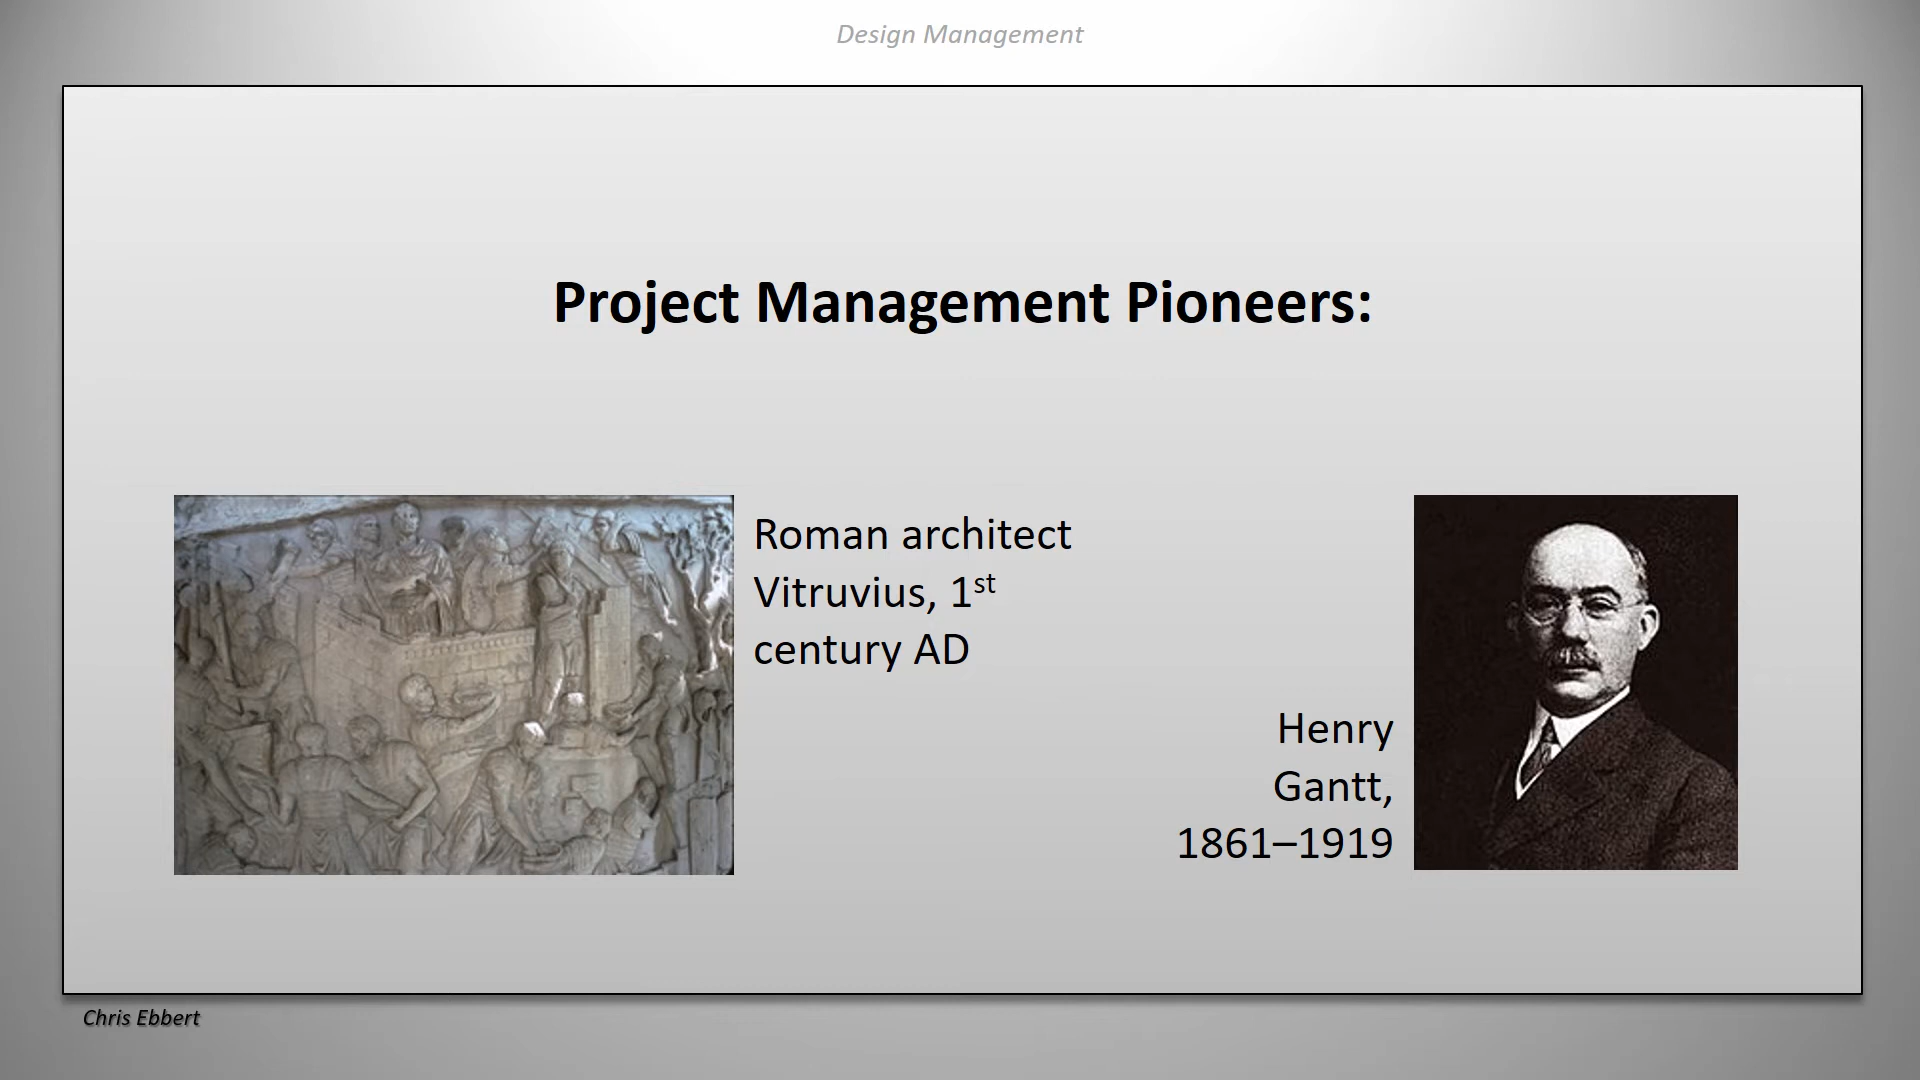 Design Management
Project Management Pioneers:
Roman architect
Vitruvius, 1st
century AD
Henry
Gantt,
1861–1919
Chris Ebbert